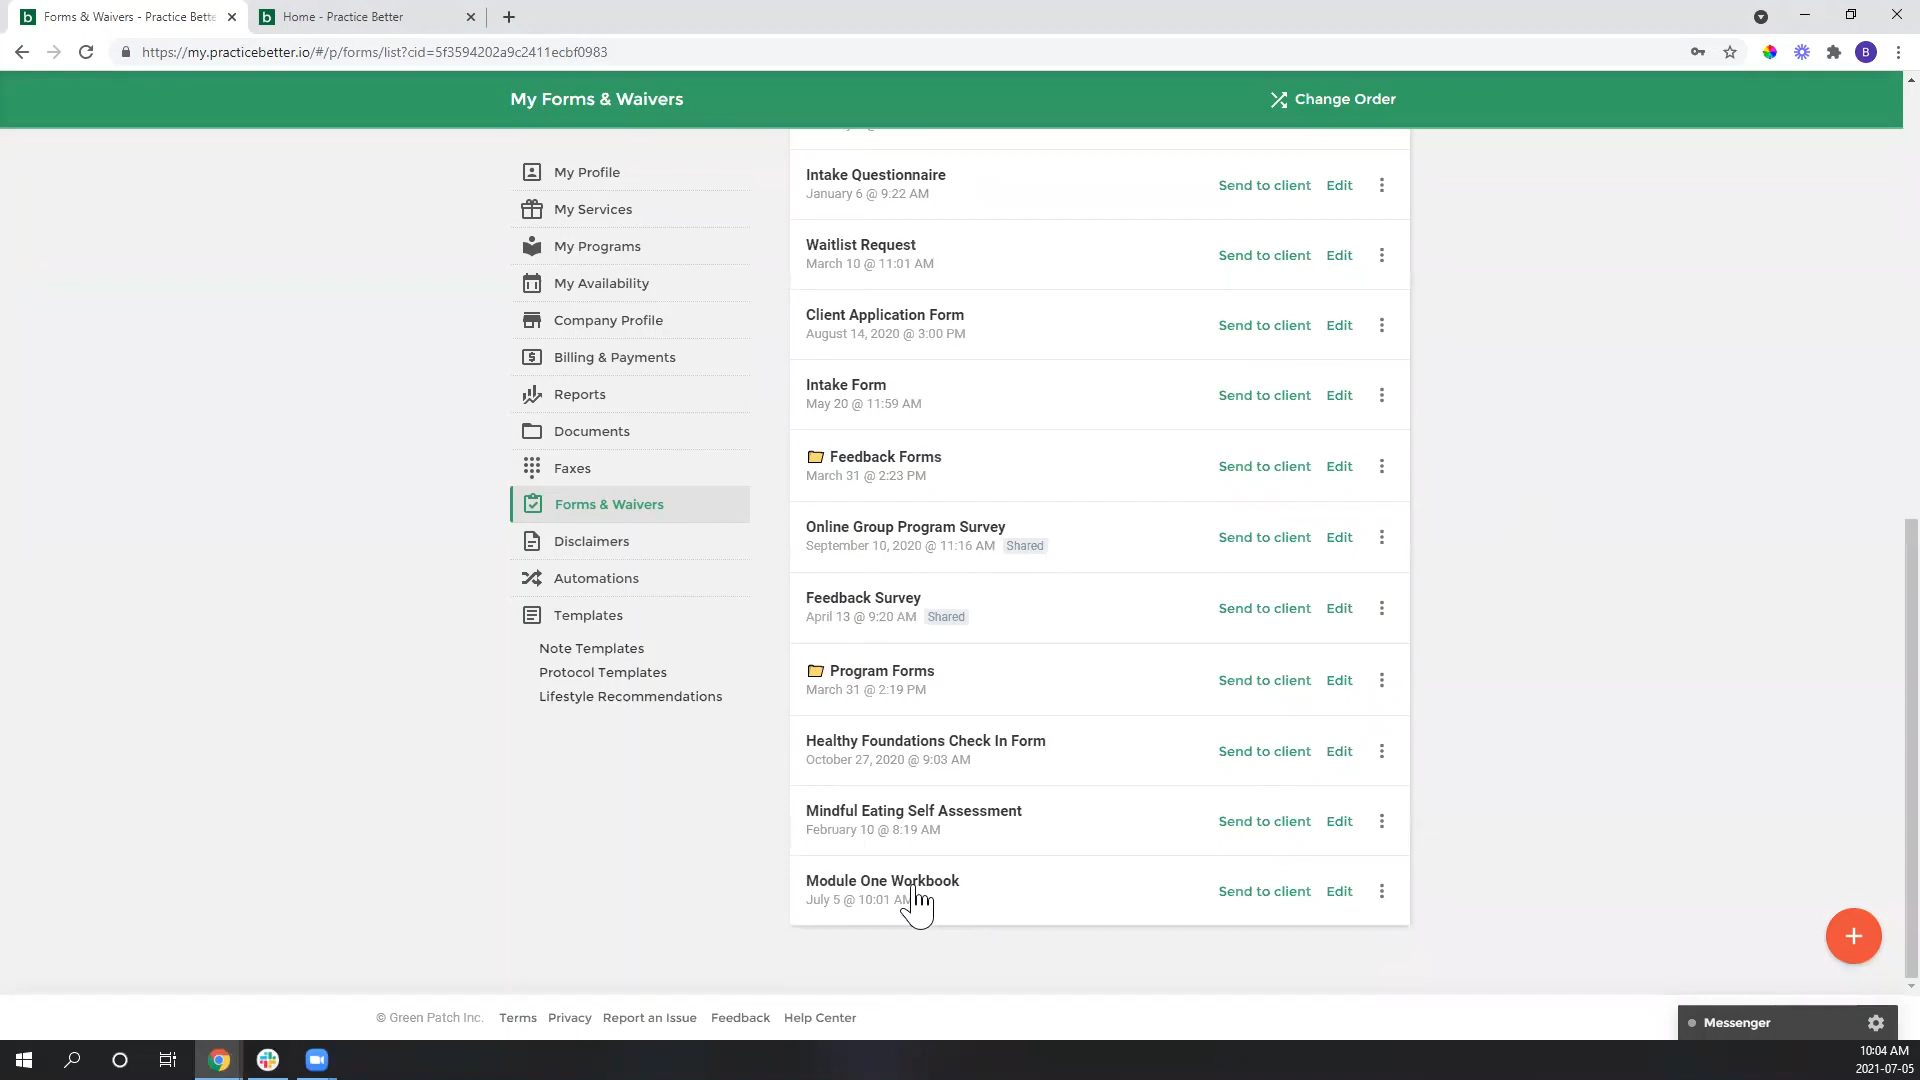 Forms & Waivers - Practice Bette
Home - Practice Better
https://my.practicebetter.io/#/p/forms/list?cid=5f3594202a9c2411ecbf0983
B
My Forms & Waivers
Change Order
My Profile
My Services
My Programs
My Availability
Company Profile
Billing & Payments
Reports
Documents
Faxes
Forms & Waivers
Disclaimers
Automations
Templates
Note Templates
Protocol Templates
Lifestyle Recommendations
Intake Questionnaire
January 6 @ 9:22 AM
Send to client Edit
Waitlist Request
March 10 @ 11:01 AM
Send to client Edit
Client Application Form
August 14, 2020 @ 3:00 PM
Send to client Edit
Intake Form
May 20 @ 11:59 AM
Send to client Edit
Feedback Forms
March 31 @ 2:23 PM
Send to client Edit
Online Group Program Survey
September 10, 2020 @ 11:16 AM Shared
Send to client Edit
Feedback Survey
April 13 @ 9:20 AM Shared
Send to client Edit
Program Forms
March 31 @ 2:19 PM
Send to client Edit
Healthy Foundations Check In Form
October 27, 2020 @ 9:03 AM
Send to client Edit
Mindful Eating Self Assessment
February 10 @ 8:19 AM
Send to client Edit
Module One Workbook
July 5 @ 10:01 AM
Send to client Edit
© Green Patch Inc. Terms Privacy Report an Issue Feedback Help Center
Messenger
10:04 AM
2021-07-05